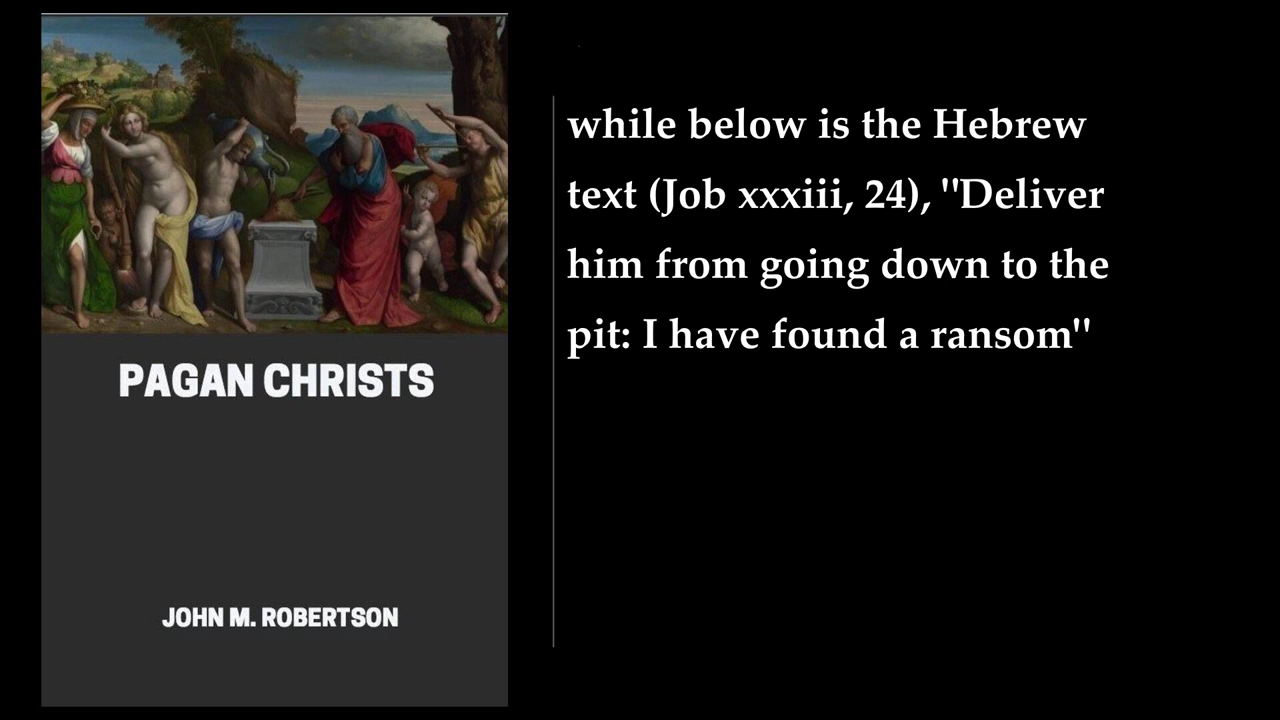 PAGAN CHRISTS
JOHN M. ROBERTSON
while below is the Hebrew
text (Job xxxiii, 24), "Deliver
him from going down to the
pit: I have found a ransom"